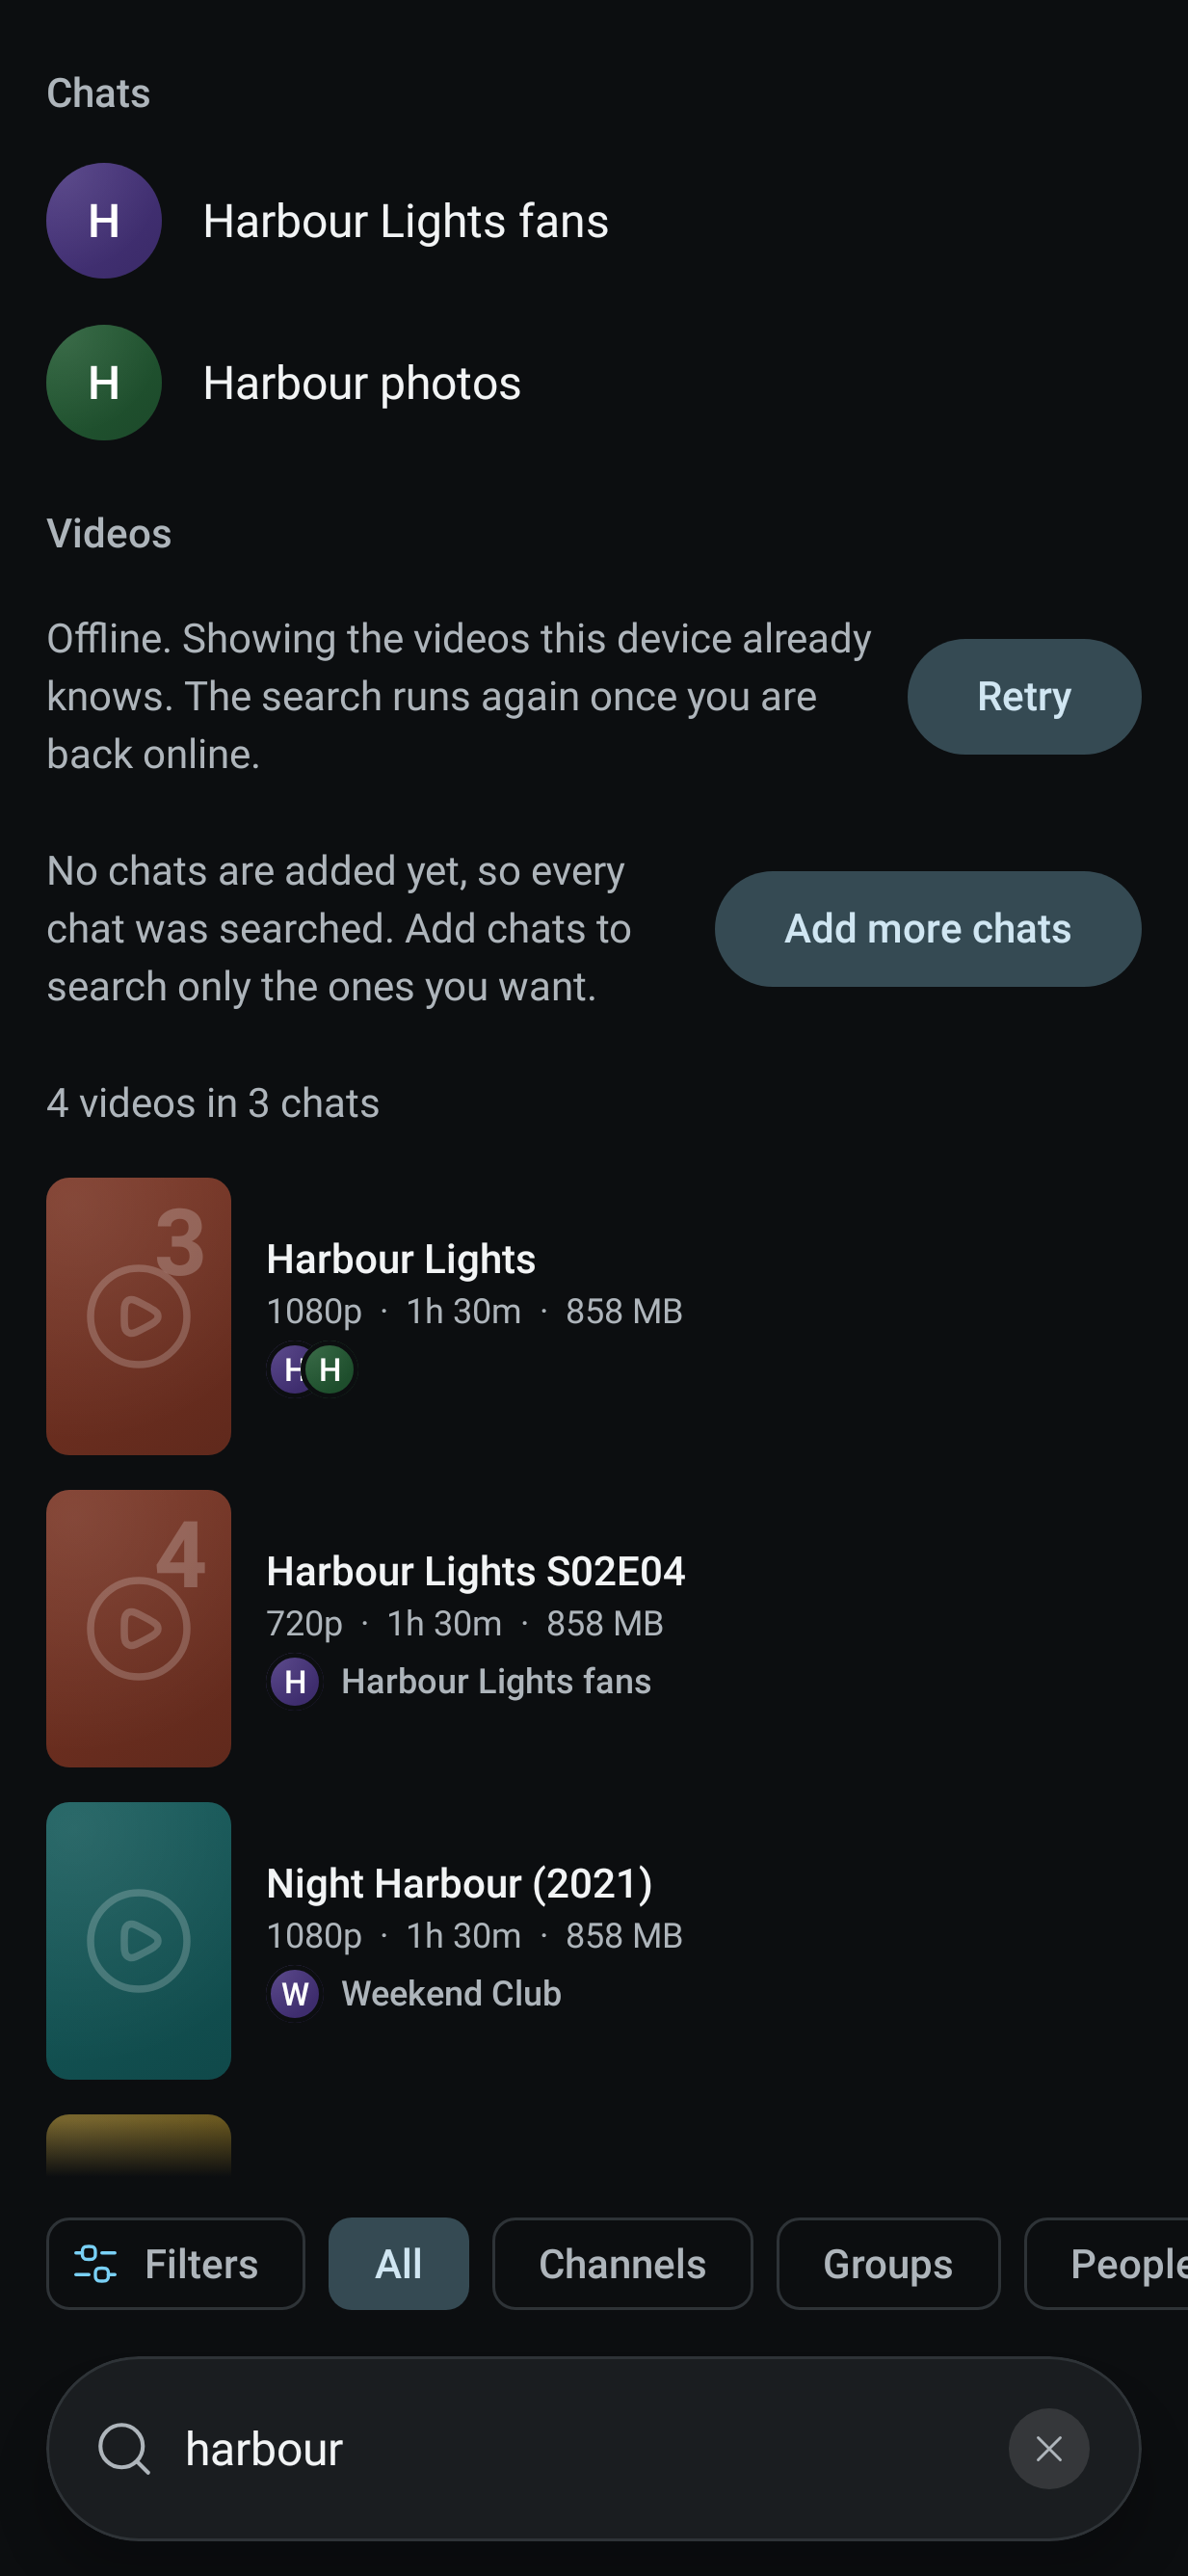 Chats
H
Harbour Lights fans
H
Harbour photos
Videos
Offline. Showing the videos this device already
knows. The search runs again once you are
back online.
Retry
No chats are added yet, so every
chat was searched. Add chats to
search only the ones you want.
Add more chats
4 videos in 3 chats
3
Harbour Lights
1080p · 1h 30m · 858 MB
H H
4
Harbour Lights S02E04
720p · 1h 30m · 858 MB
H Harbour Lights fans
Night Harbour (2021)
1080p · 1h 30m · 858 MB
W Weekend Club
Filters All Channels Groups People
harbour